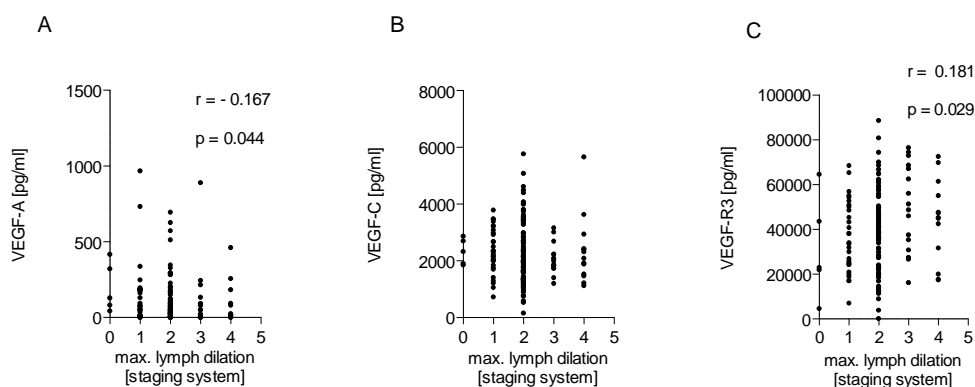 A
B
C
r = - 0.167
p = 0.044
r = 0.181
p = 0.029
VEGF-A [pg/ml]
1500
1000
500
0
0 1 2 3 4 5
max. lymph dilation
[staging system]
VEGF-C [pg/ml]
8000
6000
4000
2000
0
0 1 2 3 4 5
max. lymph dilation
[staging system]
VEGF-R3 [pg/ml]
100000
80000
60000
40000
20000
0
0 1 2 3 4 5
max. lymph dilation
[staging system]